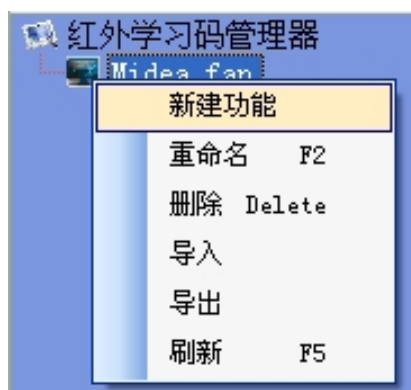 红外学习码管理器
Midea fan
新建功能
重命名 F2
删除 Delete
导入
导出
刷新 F5